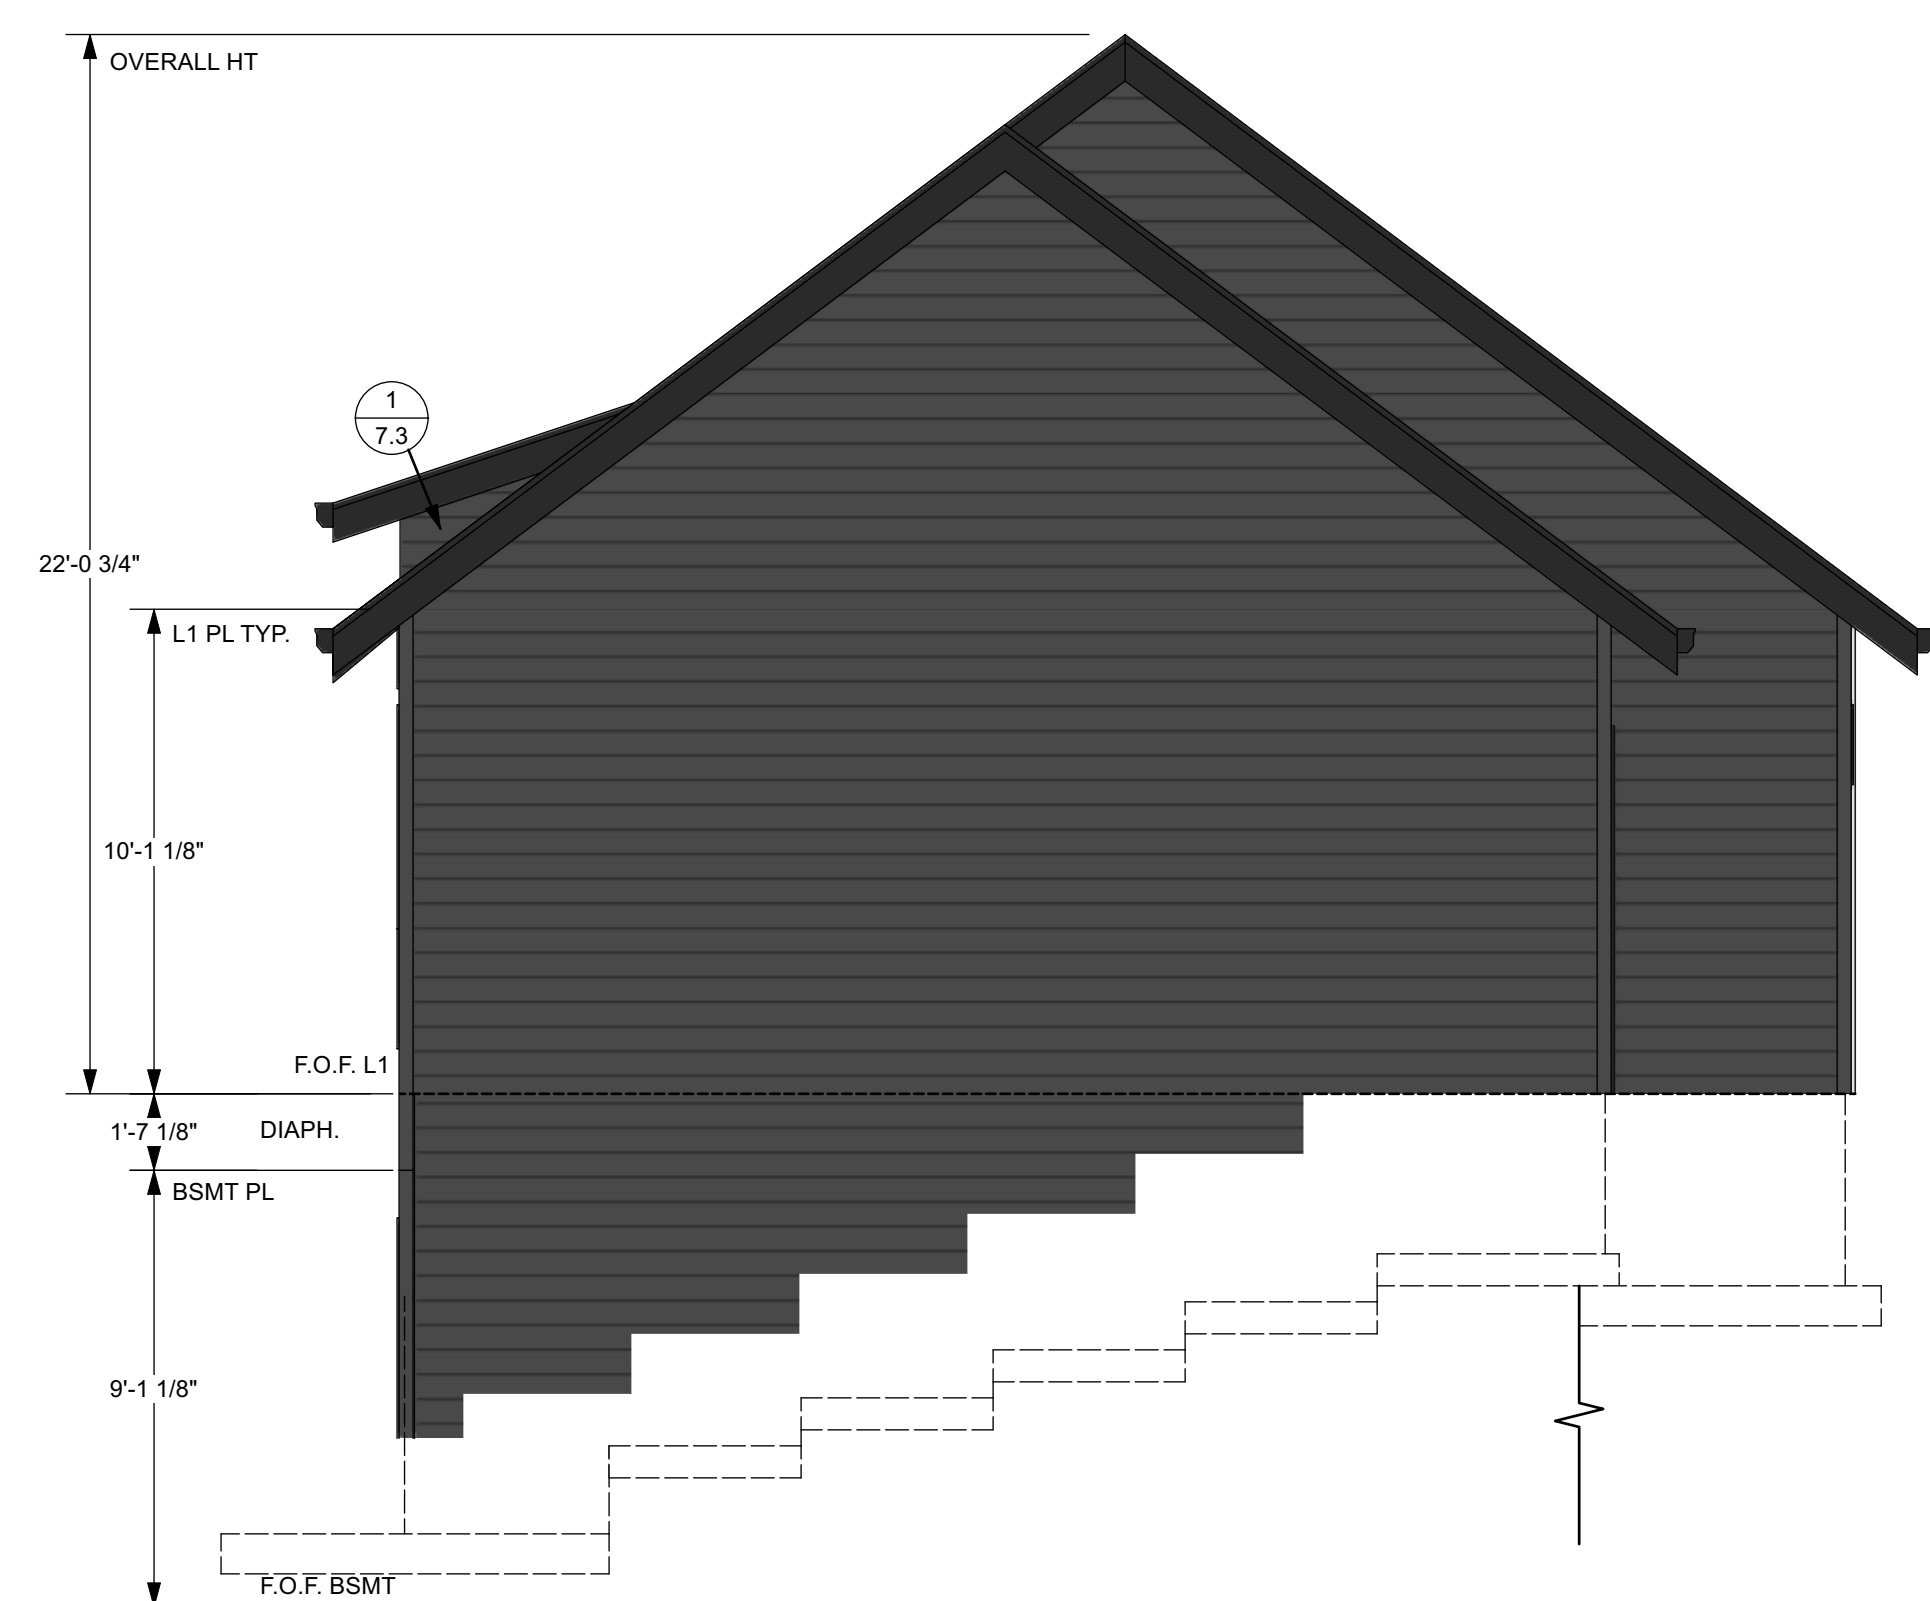 OVERALL HT
1
7.3
22'-0 3/4"
L1 PL TYP.
10'-1 1/8"
F.O.F. L1
1'-7 1/8"
DIAPH.
BSMT PL
9'-1 1/8"
F.O.F. BSMT